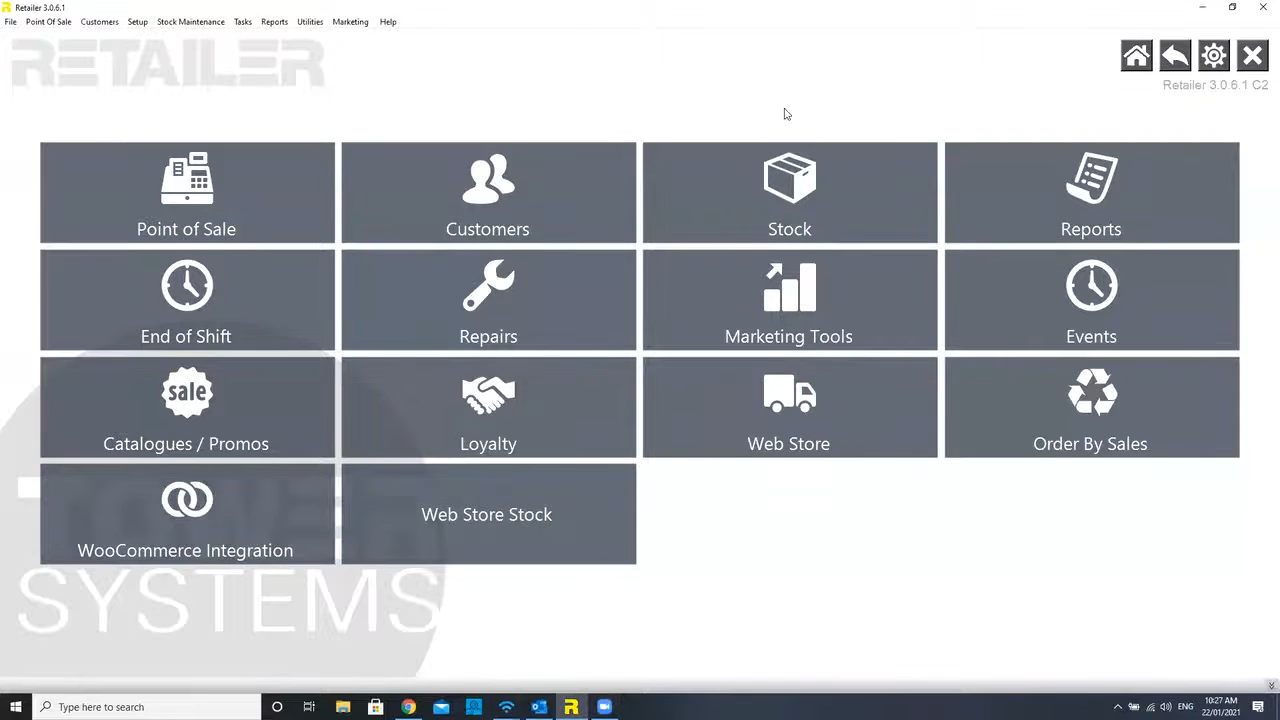 Retailer 3.0.6.1
File Point Of Sale Customers Setup Stock Maintenance Tasks Reports Utilities Marketing Help
RETAILER
Retailer 3.0.6.1 C2
Point of Sale
Customers
Stock
Reports
End of Shift
Repairs
Marketing Tools
Events
sale
Catalogues / Promos
Loyalty
Web Store
Order By Sales
WooCommerce Integration
Web Store Stock
TOWER
SYSTEMS
Type here to search
ENG
10:27 AM
22/01/2021